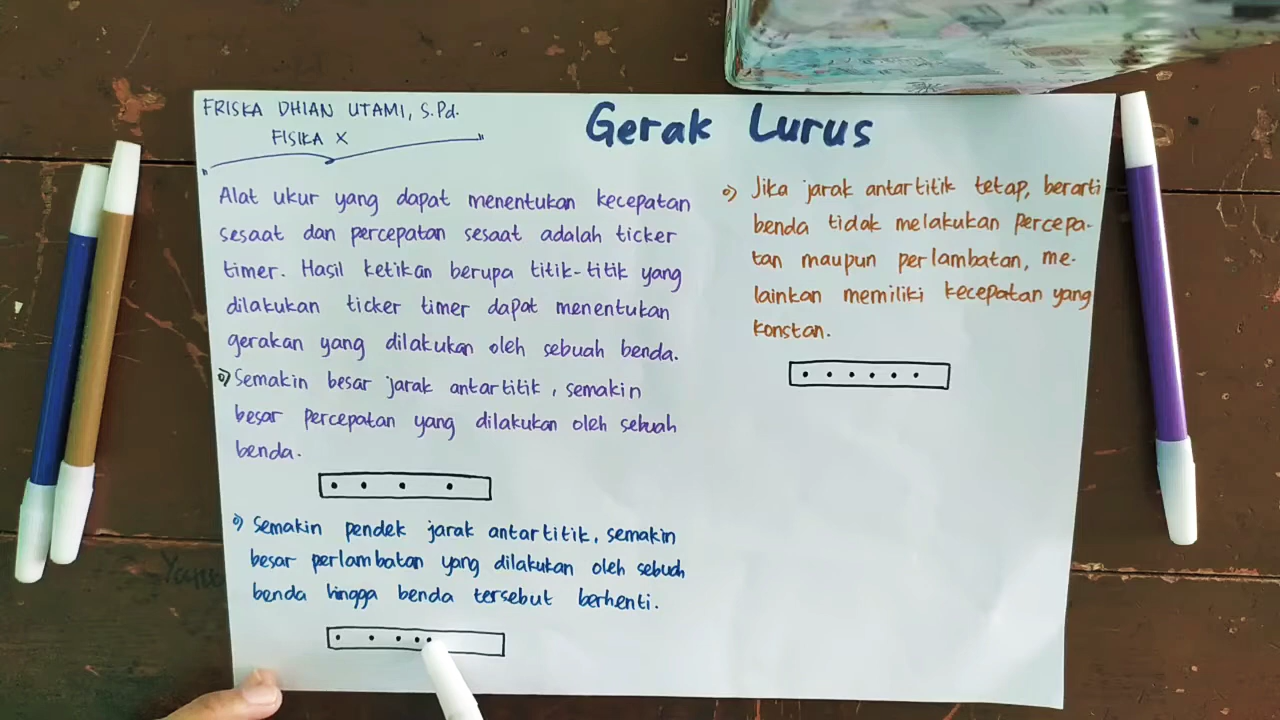 FRISKA DHIAN UTAMI, S.Pd.
FISIKA X
Gerak Lurus
Alat ukur yang dapat menentukan kecepatan
sesaat dan percepatan sesaat adalah ticker
timer. Hasil ketikan berupa titik-titik yang
dilakukan ticker timer dapat menentukan
gerakan yang dilakukan oleh sebuah benda.
Semakin besar jarak antartitik, semakin
besar percepatan yang dilakukan oleh sebuah
benda.
Semakin pendek jarak antartitik, semakin
besar perlambatan yang dilakukan oleh sebuah
benda hingga benda tersebut berhenti.
Jika jarak antartitik tetap, berarti
benda tidak melakukan percepa-
tan maupun perlambatan, me-
lainkan memiliki kecepatan yang
konstan.